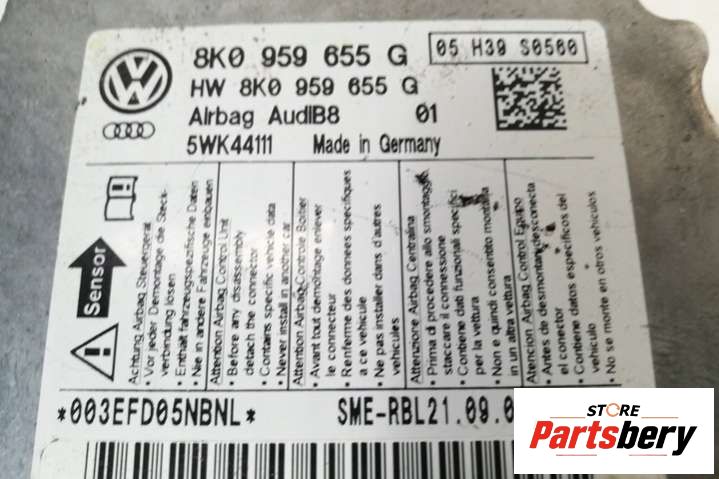 8K0 959 655 G
05 H39 S0560
HW 8K0 959 655 G
Airbag AudiB8 01
5WK44111 Made in Germany
Sensor
Achtung Airbag Steuergerät
• Vor jeder Demontage die Steck-
verbindung lösen
• Enthält fahrzeugspezifische Daten
• Nie in andere Fahrzeuge einbauen
Attention Airbag Control Unit
• Before any disassembly
detach the connector
• Contains specific vehicle data
• Never install in another car
Attention Airbag-Controle Boitier
• Avant tout demontage enlever
le connecteur
• Renferme des données spécifiques
a ce véhicule
• Ne pas installer dans d'autres
véhicules
Attenzione Airbag Centralina
• Prima di procedere allo smontaggio
staccare il connessione
• Contiene dati funzionali specifici
per la vettura
• Non e quindi consentito montarla
in un altra vettura
Atencion Airbag Control Equipo
• Antes de desmontar desconecta
el conector
• Contiene datos especificos del
vehiculo
• No se monte en otros vehiculos
*003EFD05NBNL*
SME-RBL21.09.0
STORE
Partsbery